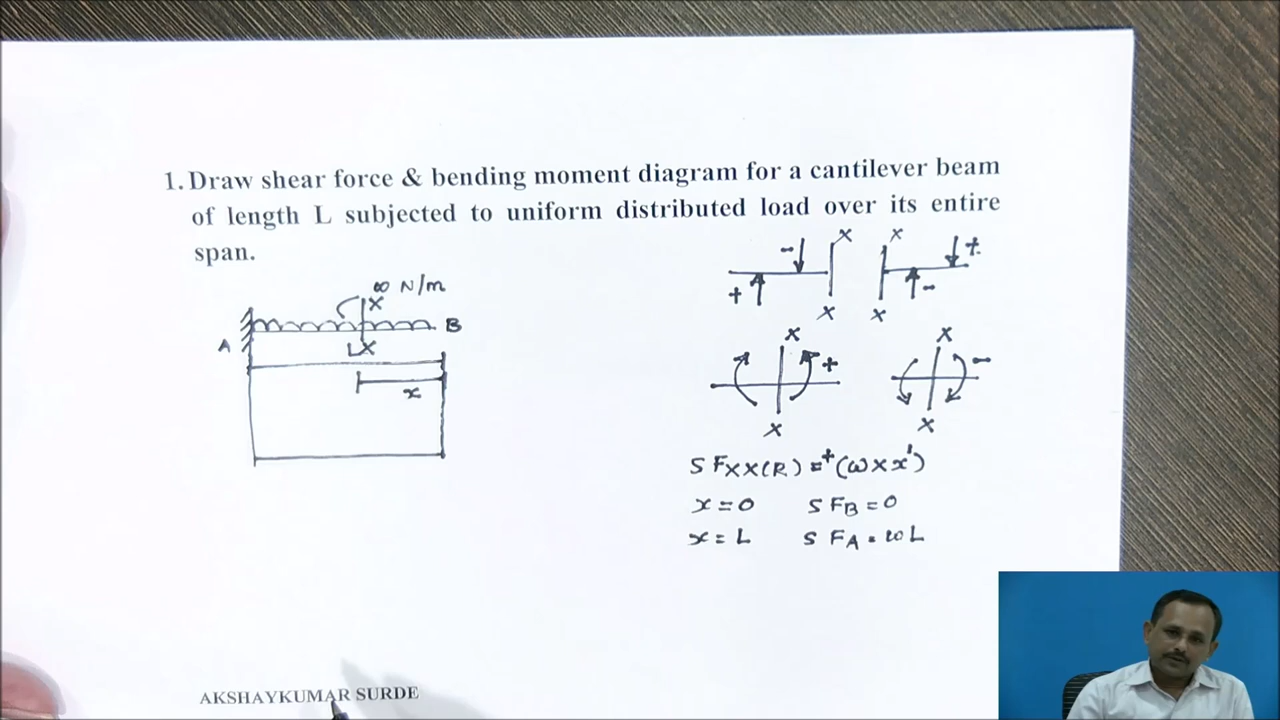 1. Draw shear force & bending moment diagram for a cantilever beam
of length L subjected to uniform distributed load over its entire
span.
ω N/m
X
A
B
X
x
- X
+ X
X +
X -
X
+
X
X
-
X
SFXX(R) = +(ω × x¹)
x = 0 SFB = 0
x = L SFA = ωL
AKSHAYKUMAR SURDE